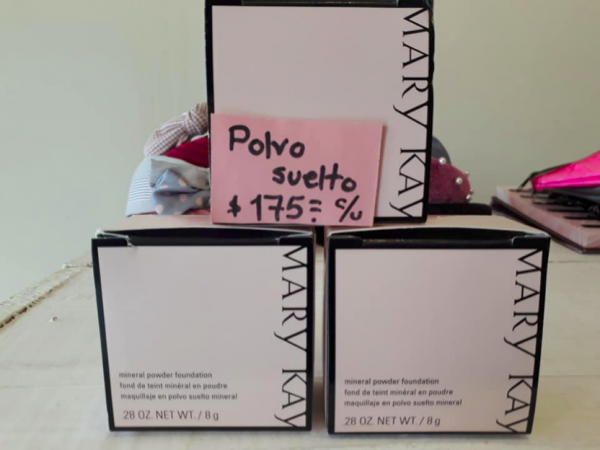 MARY KAY
Polvo
suelto
$175= c/u
MARY KAY
mineral powder foundation
fond de teint minéral en poudre
maquillaje en polvo suelto mineral
.28 OZ. NET WT. / 8 g
MARY KAY
mineral powder foundation
fond de teint minéral en poudre
maquillaje en polvo suelto mineral
.28 OZ. NET WT. / 8 g